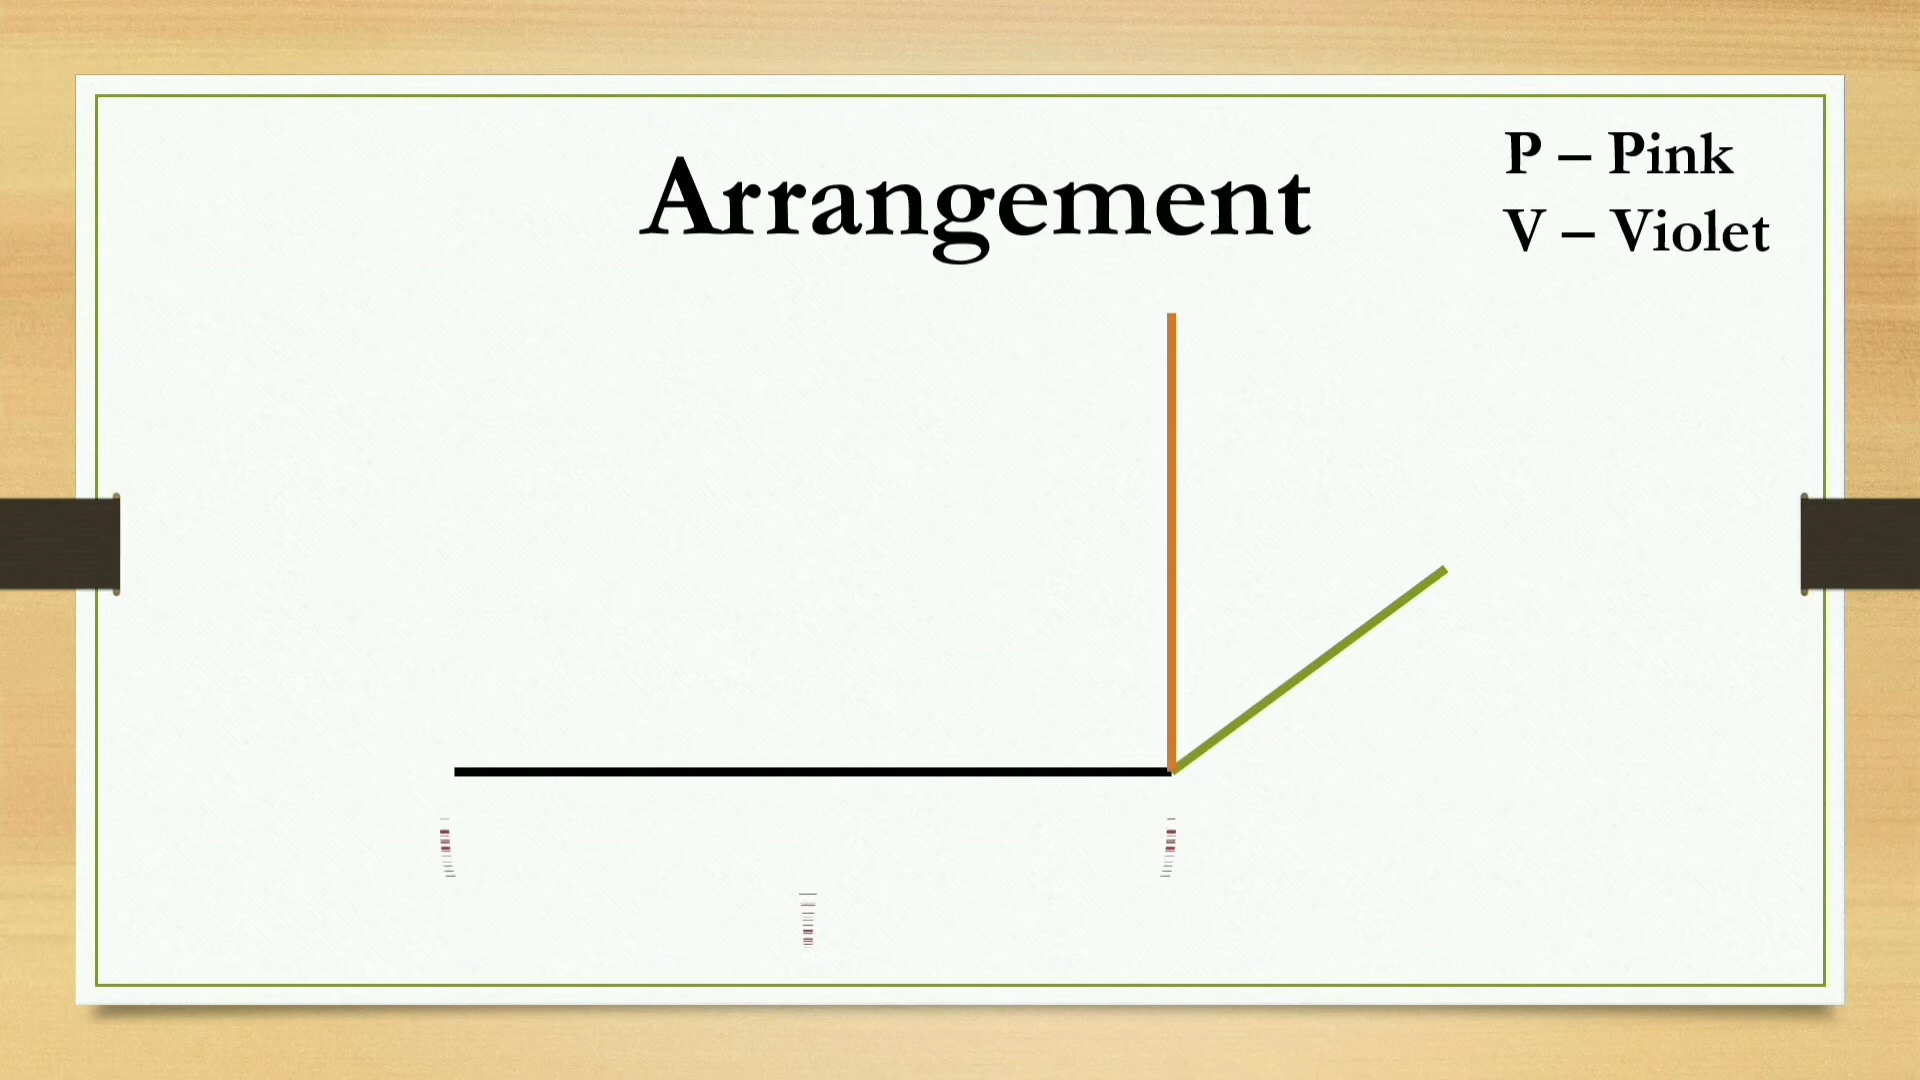 Arrangement
P – Pink
V – Violet